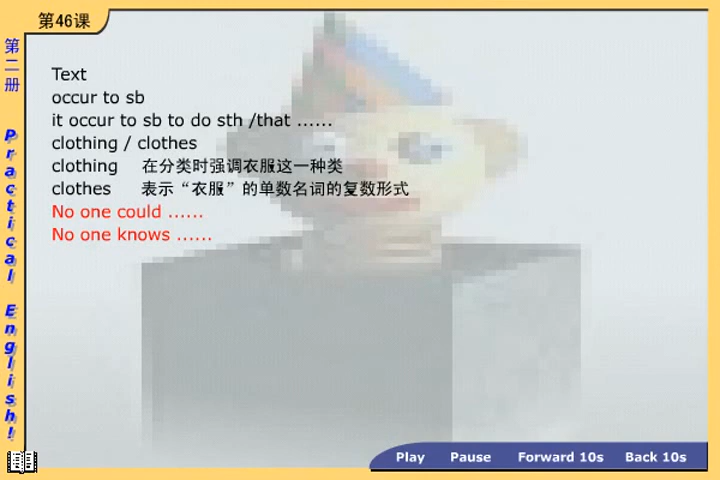 第46课
第二册
Practical English!
Text
occur to sb
it occur to sb to do sth /that ……
clothing / clothes
clothing 在分类时强调衣服这一种类
clothes 表示“衣服”的单数名词的复数形式
No one could ……
No one knows ……
Play Pause Forward 10s Back 10s